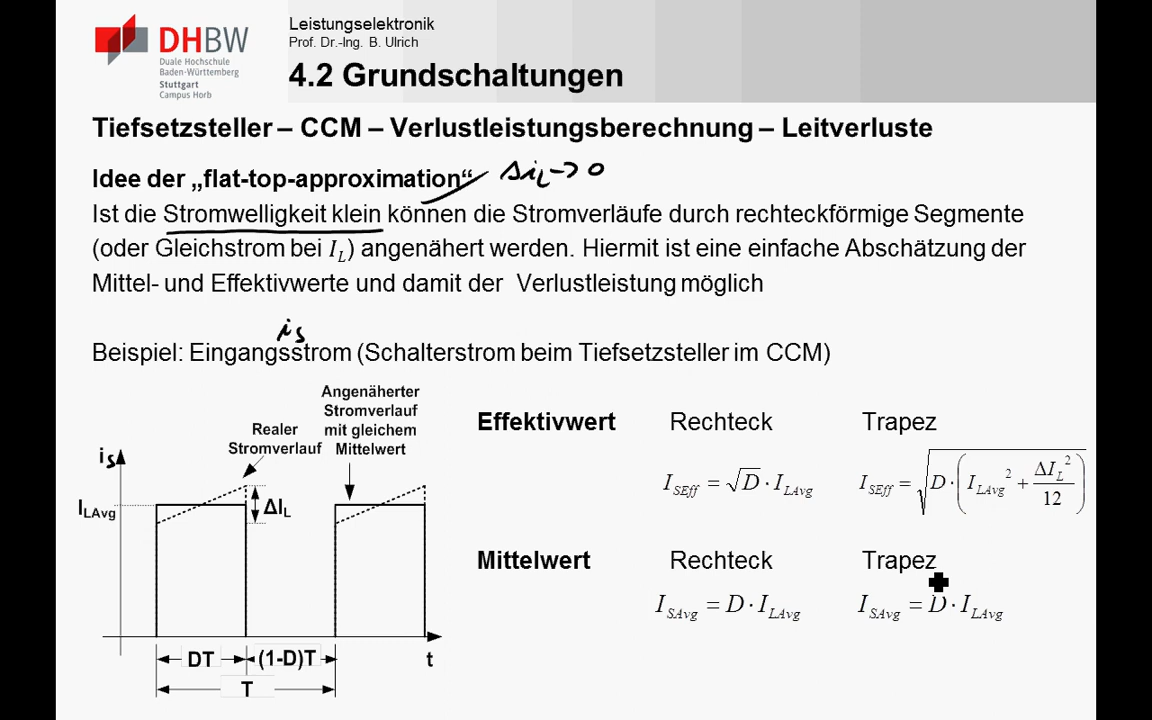 DHBW
Duale Hochschule
Baden-Württemberg
Stuttgart
Campus Horb
Leistungselektronik
Prof. Dr.-Ing. B. Ulrich
4.2 Grundschaltungen
Tiefsetzsteller – CCM – Verlustleistungsberechnung – Leitverluste
Idee der „flat-top-approximation“ Δi_L → 0
Ist die Stromwelligkeit klein können die Stromverläufe durch rechteckförmige Segmente
(oder Gleichstrom bei I_L) angenähert werden. Hiermit ist eine einfache Abschätzung der
Mittel- und Effektivwerte und damit der Verlustleistung möglich
i_s
Beispiel: Eingangsstrom (Schalterstrom beim Tiefsetzsteller im CCM)
Angenäherter
Stromverlauf
mit gleichem
Mittelwert
Realer
Stromverlauf
i_s
I_LAvg
ΔI_L
DT
(1-D)T
t
T
Effektivwert Rechteck Trapez
I_SEff = √D · I_LAvg
I_SEff = √(D · (I_LAvg² + ΔI_L²/12))
Mittelwert Rechteck Trapez
I_SAvg = D · I_LAvg
I_SAvg = D · I_LAvg